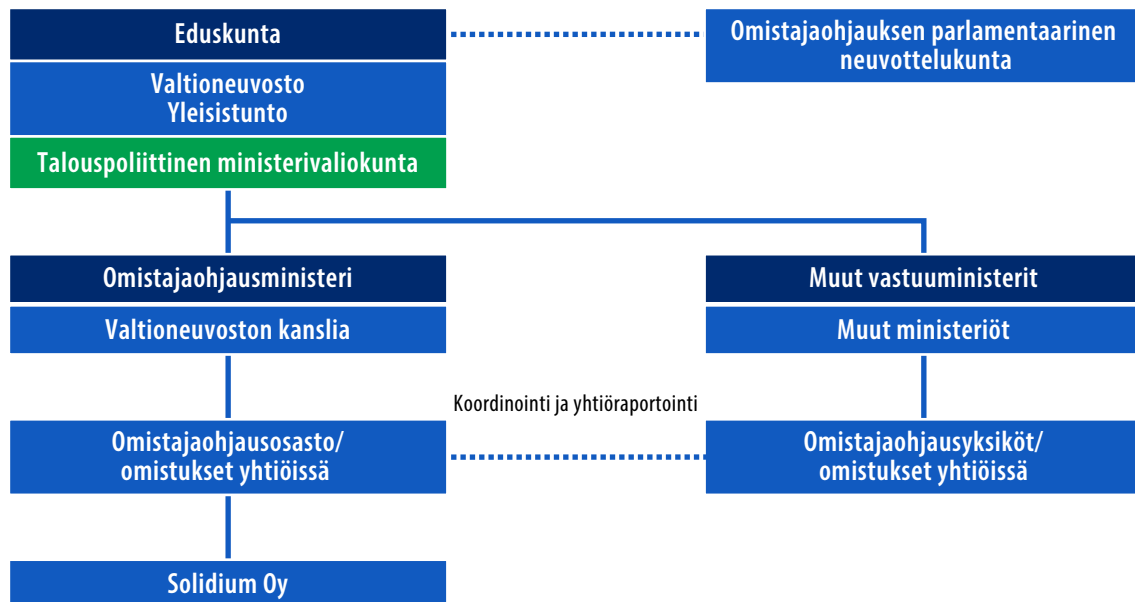 Eduskunta
Omistajaohjauksen parlamentaarinen
neuvottelukunta
Valtioneuvosto
Yleisistunto
Talouspoliittinen ministerivaliokunta
Omistajaohjausministeri
Muut vastuuministerit
Valtioneuvoston kanslia
Muut ministeriöt
Koordinointi ja yhtiöraportointi
Omistajaohjausosasto/
omistukset yhtiöissä
Omistajaohjausyksiköt/
omistukset yhtiöissä
Solidium Oy